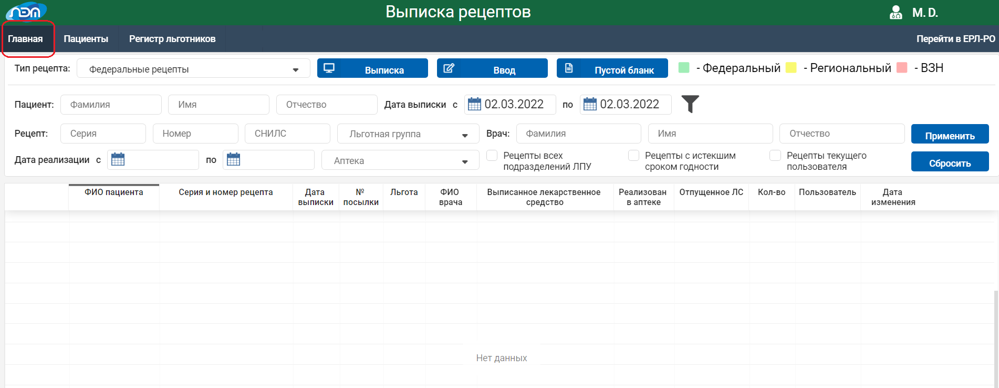 ЛЭМ
Выписка рецептов
M. D.
Главная Пациенты Регистр льготников Перейти в ЕРЛ-РО
Тип рецепта: Федеральные рецепты Выписка Ввод Пустой бланк - Федеральный - Региональный - ВЗН
Пациент: Фамилия Имя Отчество Дата выписки с 02.03.2022 по 02.03.2022
Рецепт: Серия Номер СНИЛС Льготная группа Врач: Фамилия Имя Отчество Применить
Дата реализации с по Аптека
Рецепты всех
подразделений ЛПУ
Рецепты с истекшим
сроком годности
Рецепты текущего
пользователя
Сбросить
ФИО пациента
Серия и номер рецепта
Дата
выписки
№
посылки
Льгота
ФИО
врача
Выписанное лекарственное
средство
Реализован
в аптеке
Отпущенное ЛС
Кол-во
Пользователь
Дата
изменения
Нет данных